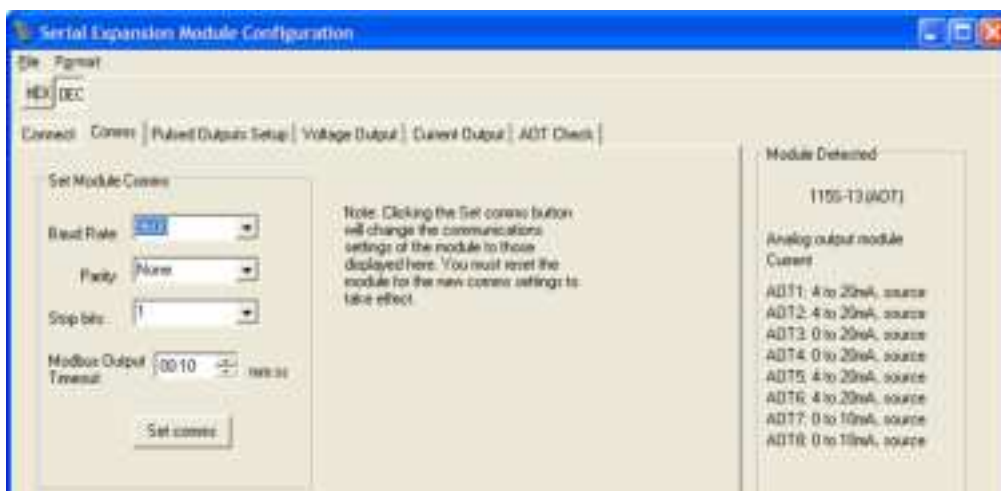 Serial Expansion Module Configuration
File Format
HEX DEC
Connect Comms Pulsed Outputs Setup Voltage Output Current Output AOT Check
Set Module Comms
Baud Rate
Parity None
Stop bits 1
Modbus Output
Timeout 00:10 mm:ss
Set comms
Note: Clicking the Set comms button
will change the communications
settings of the module to those
displayed here. You must reset the
module for the new comms settings to
take effect.
Module Detected
115S-13 (AOT)
Analog output module
Current
AOT1: 4 to 20mA, source
AOT2: 4 to 20mA, source
AOT3: 0 to 20mA, source
AOT4: 0 to 20mA, source
AOT5: 4 to 20mA, source
AOT6: 4 to 20mA, source
AOT7: 0 to 10mA, source
AOT8: 0 to 10mA, source